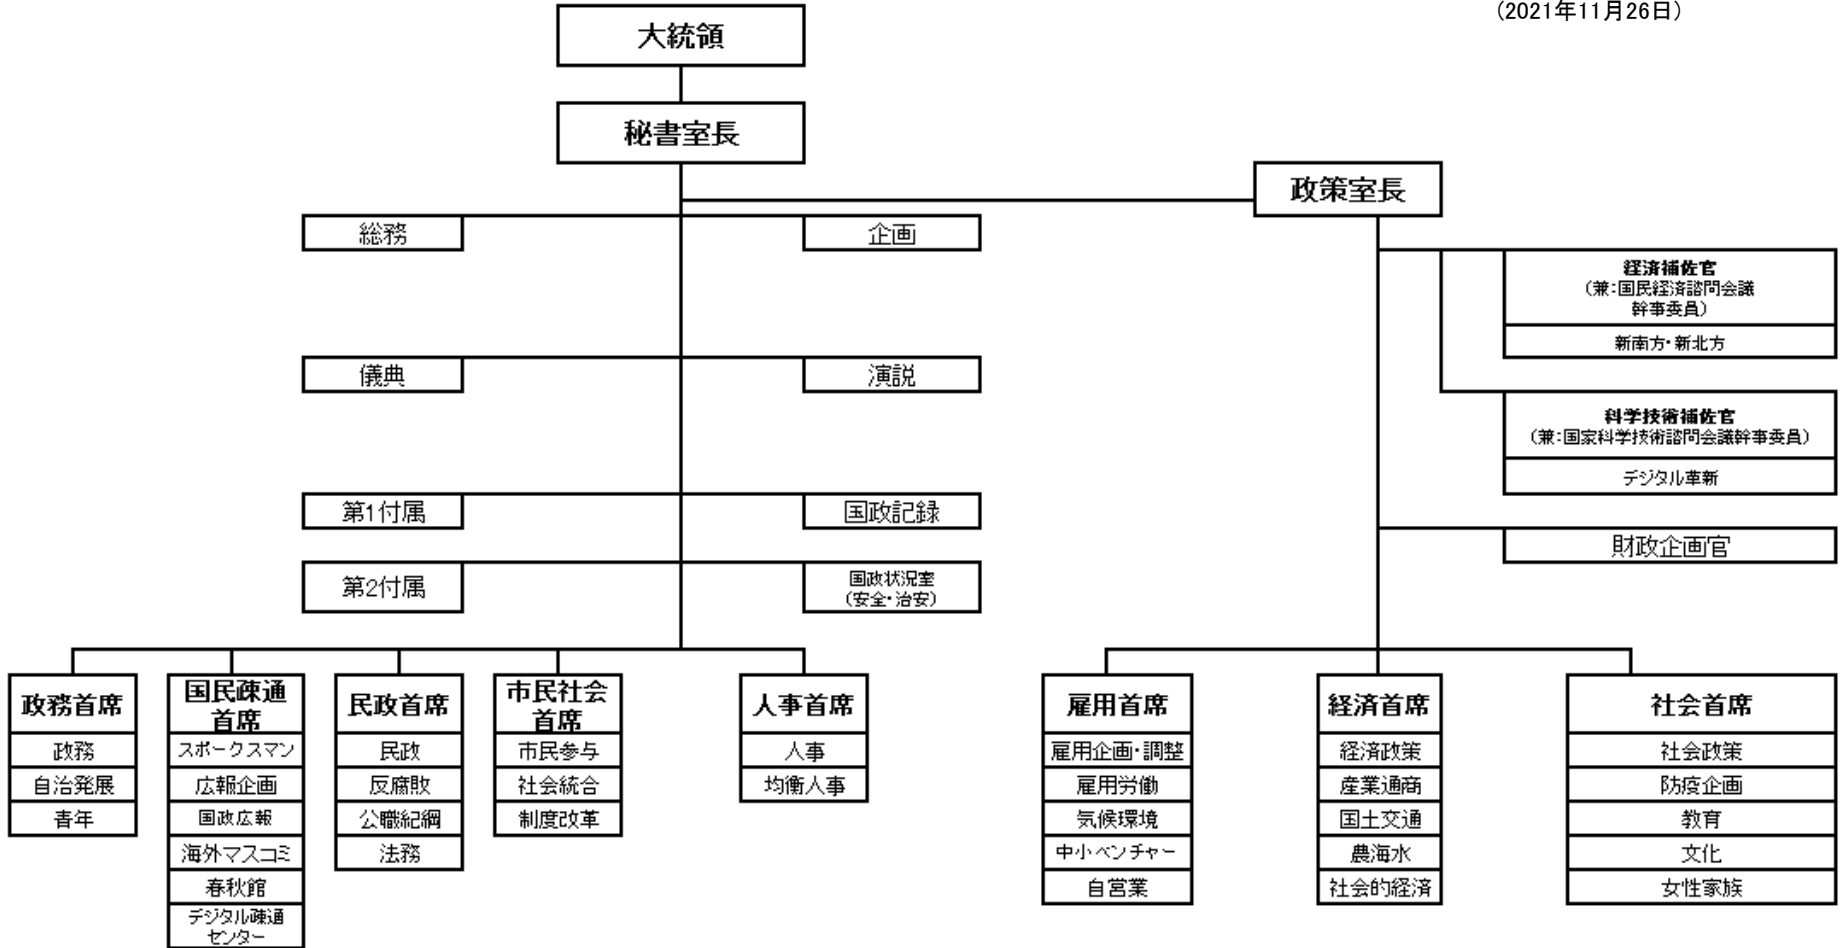 （2021年11月26日）
大統領
秘書室長
政策室長
総務
企画
経済補佐官
（兼：国民経済諮問会議
幹事委員）
新南方・新北方
儀典
演説
科学技術補佐官
（兼：国家科学技術諮問会議幹事委員）
デジタル革新
第1付属
国政記録
財政企画官
第2付属
国政状況室
（安全・治安）
政務首席
政務
自治発展
青年
国民疎通
首席
スポークスマン
広報企画
国政広報
海外マスコミ
春秋館
デジタル疎通
センター
民政首席
民政
反腐敗
公職紀綱
法務
市民社会
首席
市民参与
社会統合
制度改革
人事首席
人事
均衡人事
雇用首席
雇用企画・調整
雇用労働
気候環境
中小ベンチャー
自営業
経済首席
経済政策
産業通商
国土交通
農海水
社会的経済
社会首席
社会政策
防疫企画
教育
文化
女性家族